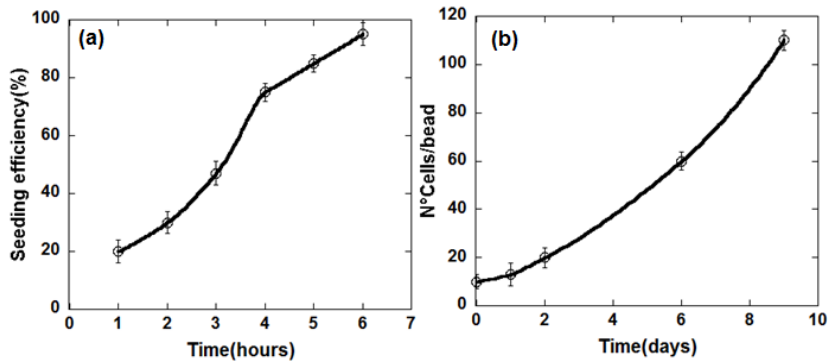 (a)
Seeding efficiency(%)
100
80
60
40
20
0
0 1 2 3 4 5 6 7
Time(hours)
(b)
N°Cells/bead
120
100
80
60
40
20
0
0 2 4 6 8 10
Time(days)